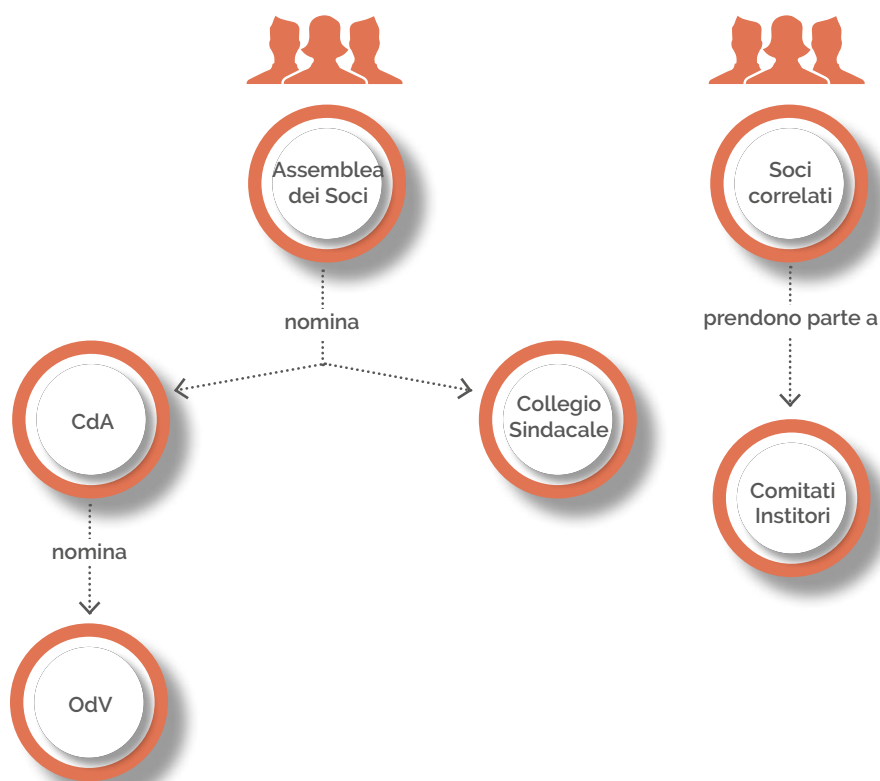 Assemblea
dei Soci
Soci
correlati
nomina
prendono parte a
CdA
Collegio
Sindacale
Comitati
Institori
nomina
OdV